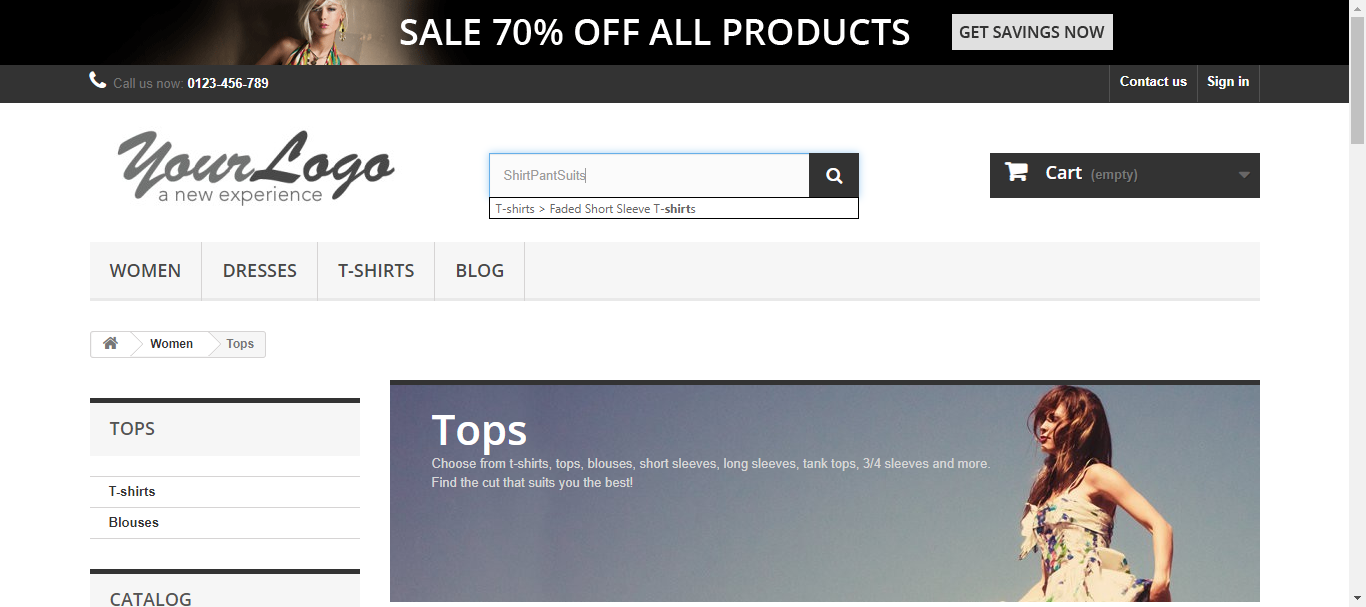 SALE 70% OFF ALL PRODUCTS GET SAVINGS NOW
Call us now: 0123-456-789 Contact us Sign in
YourLogo
a new experience
ShirtPantSuits
Cart (empty)
T-shirts > Faded Short Sleeve T-shirts
WOMEN DRESSES T-SHIRTS BLOG
Women Tops
TOPS
T-shirts
Blouses
CATALOG
Tops
Choose from t-shirts, tops, blouses, short sleeves, long sleeves, tank tops, 3/4 sleeves and more.
Find the cut that suits you the best!